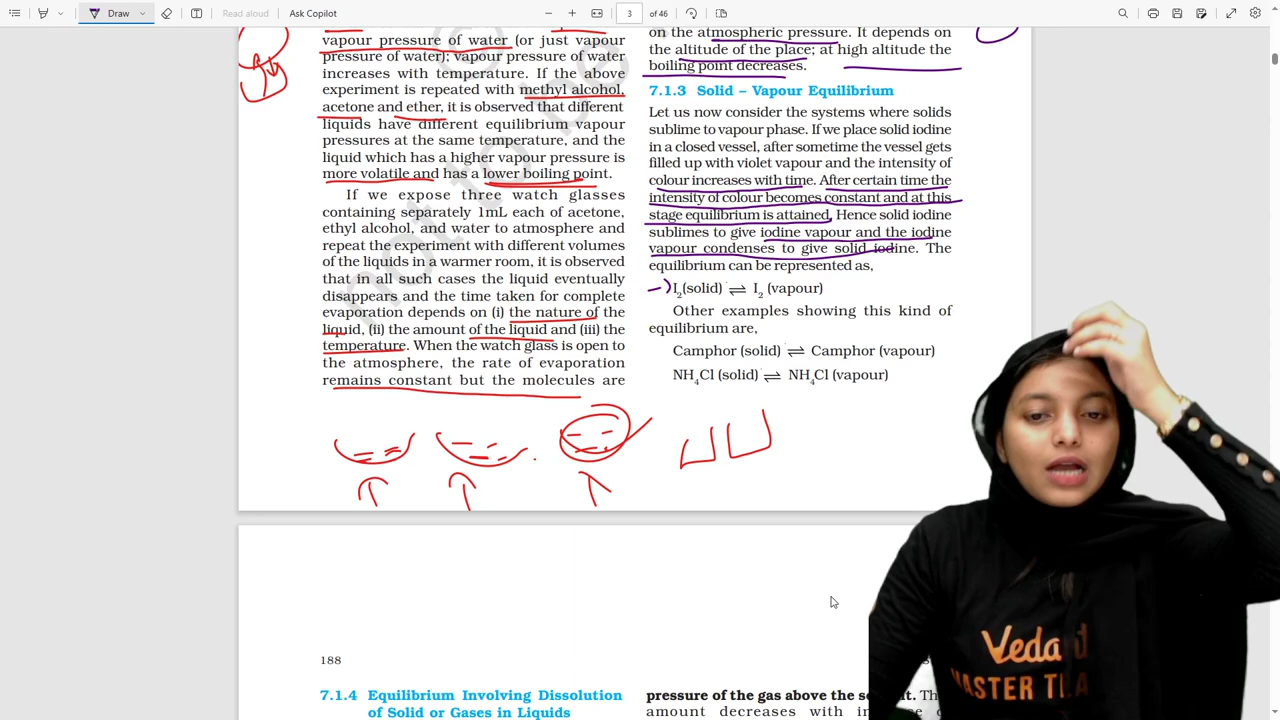 Draw
Read aloud
Ask Copilot
3 of 46
vapour pressure of water (or just vapour
pressure of water); vapour pressure of water
increases with temperature. If the above
experiment is repeated with methyl alcohol,
acetone and ether, it is observed that different
liquids have different equilibrium vapour
pressures at the same temperature, and the
liquid which has a higher vapour pressure is
more volatile and has a lower boiling point.
If we expose three watch glasses
containing separately 1mL each of acetone,
ethyl alcohol, and water to atmosphere and
repeat the experiment with different volumes
of the liquids in a warmer room, it is observed
that in all such cases the liquid eventually
disappears and the time taken for complete
evaporation depends on (i) the nature of the
liquid, (ii) the amount of the liquid and (iii) the
temperature. When the watch glass is open to
the atmosphere, the rate of evaporation
remains constant but the molecules are
on the atmospheric pressure. It depends on
the altitude of the place; at high altitude the
boiling point decreases.
7.1.3 Solid – Vapour Equilibrium
Let us now consider the systems where solids
sublime to vapour phase. If we place solid iodine
in a closed vessel, after sometime the vessel gets
filled up with violet vapour and the intensity of
colour increases with time. After certain time the
intensity of colour becomes constant and at this
stage equilibrium is attained. Hence solid iodine
sublimes to give iodine vapour and the iodine
vapour condenses to give solid iodine. The
equilibrium can be represented as,
I₂(solid) ⇌ I₂ (vapour)
Other examples showing this kind of
equilibrium are,
Camphor (solid) ⇌ Camphor (vapour)
NH₄Cl (solid) ⇌ NH₄Cl (vapour)
not to be
188
7.1.4 Equilibrium Involving Dissolution
of Solid or Gases in Liquids
pressure of the gas above the
amount decreases with
MASTER